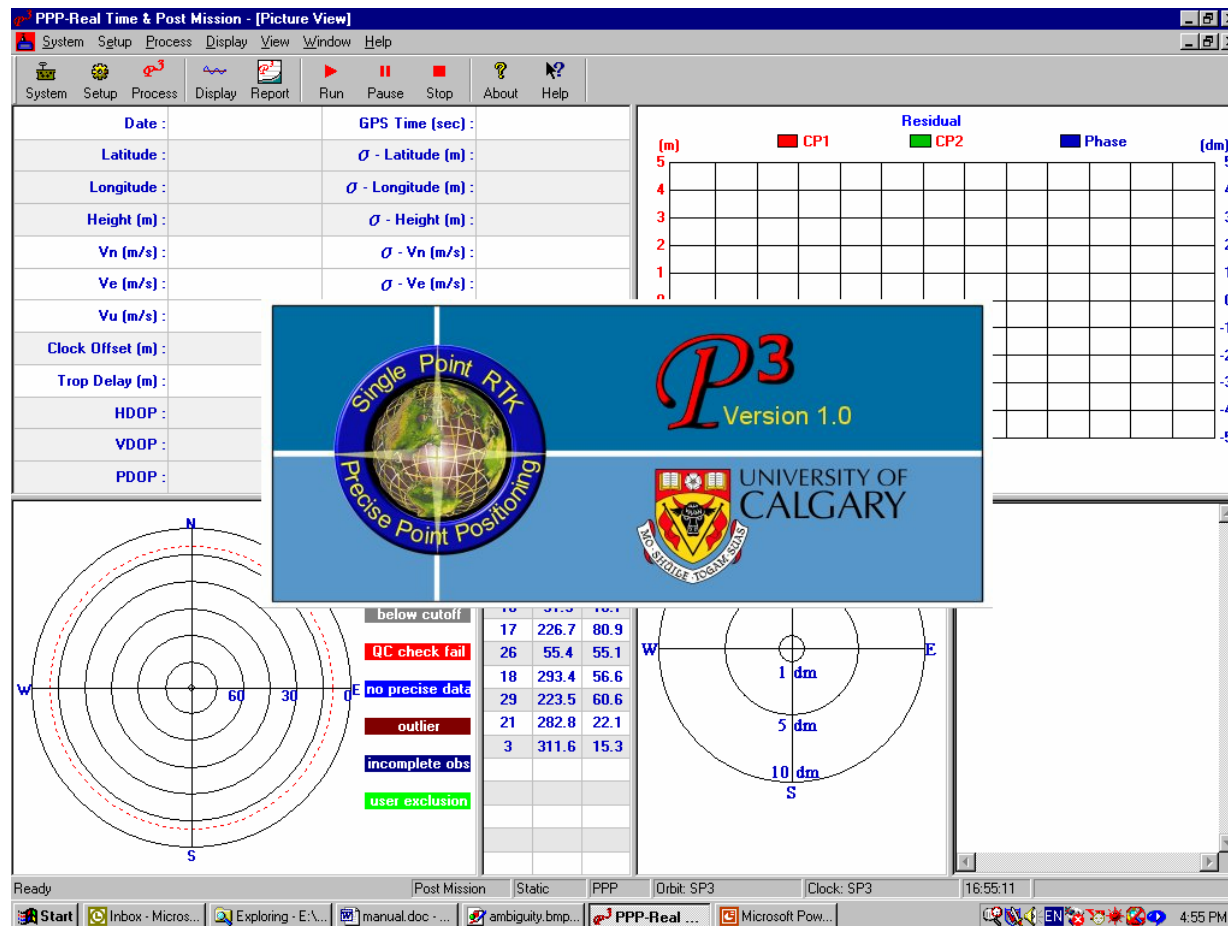 PPP-Real Time & Post Mission - [Picture View]
System Setup Process Display View Window Help
System Setup Process Display Report Run Pause Stop About Help
Date : GPS Time (sec) :
Latitude : σ - Latitude (m) :
Longitude : σ - Longitude (m) :
Height (m) : σ - Height (m) :
Vn (m/s) : σ - Vn (m/s) :
Ve (m/s) : σ - Ve (m/s) :
Vu (m/s) :
Clock Offset (m) :
Trop Delay (m) :
HDOP :
VDOP :
PDOP :
Residual
(m) CP1 CP2 Phase (dm)
5
4
3
2
1
Single Point RTK
Precise Point Positioning
P3
Version 1.0
UNIVERSITY OF
CALGARY
MO·SHÙILE·TOGAM·SUAS
N
W 60 30 0 E
S
below cutoff
QC check fail
no precise data
outlier
incomplete obs
user exclusion
17 226.7 80.9
26 55.4 55.1
18 293.4 56.6
29 223.5 60.6
21 282.8 22.1
3 311.6 15.3
W E
1 dm
5 dm
10 dm
S
Ready Post Mission Static PPP Orbit: SP3 Clock: SP3 16:55:11
Start Inbox - Micros... Exploring - E:\... manual.doc - ... ambiguity.bmp... PPP-Real ... Microsoft Pow... EN 4:55 PM